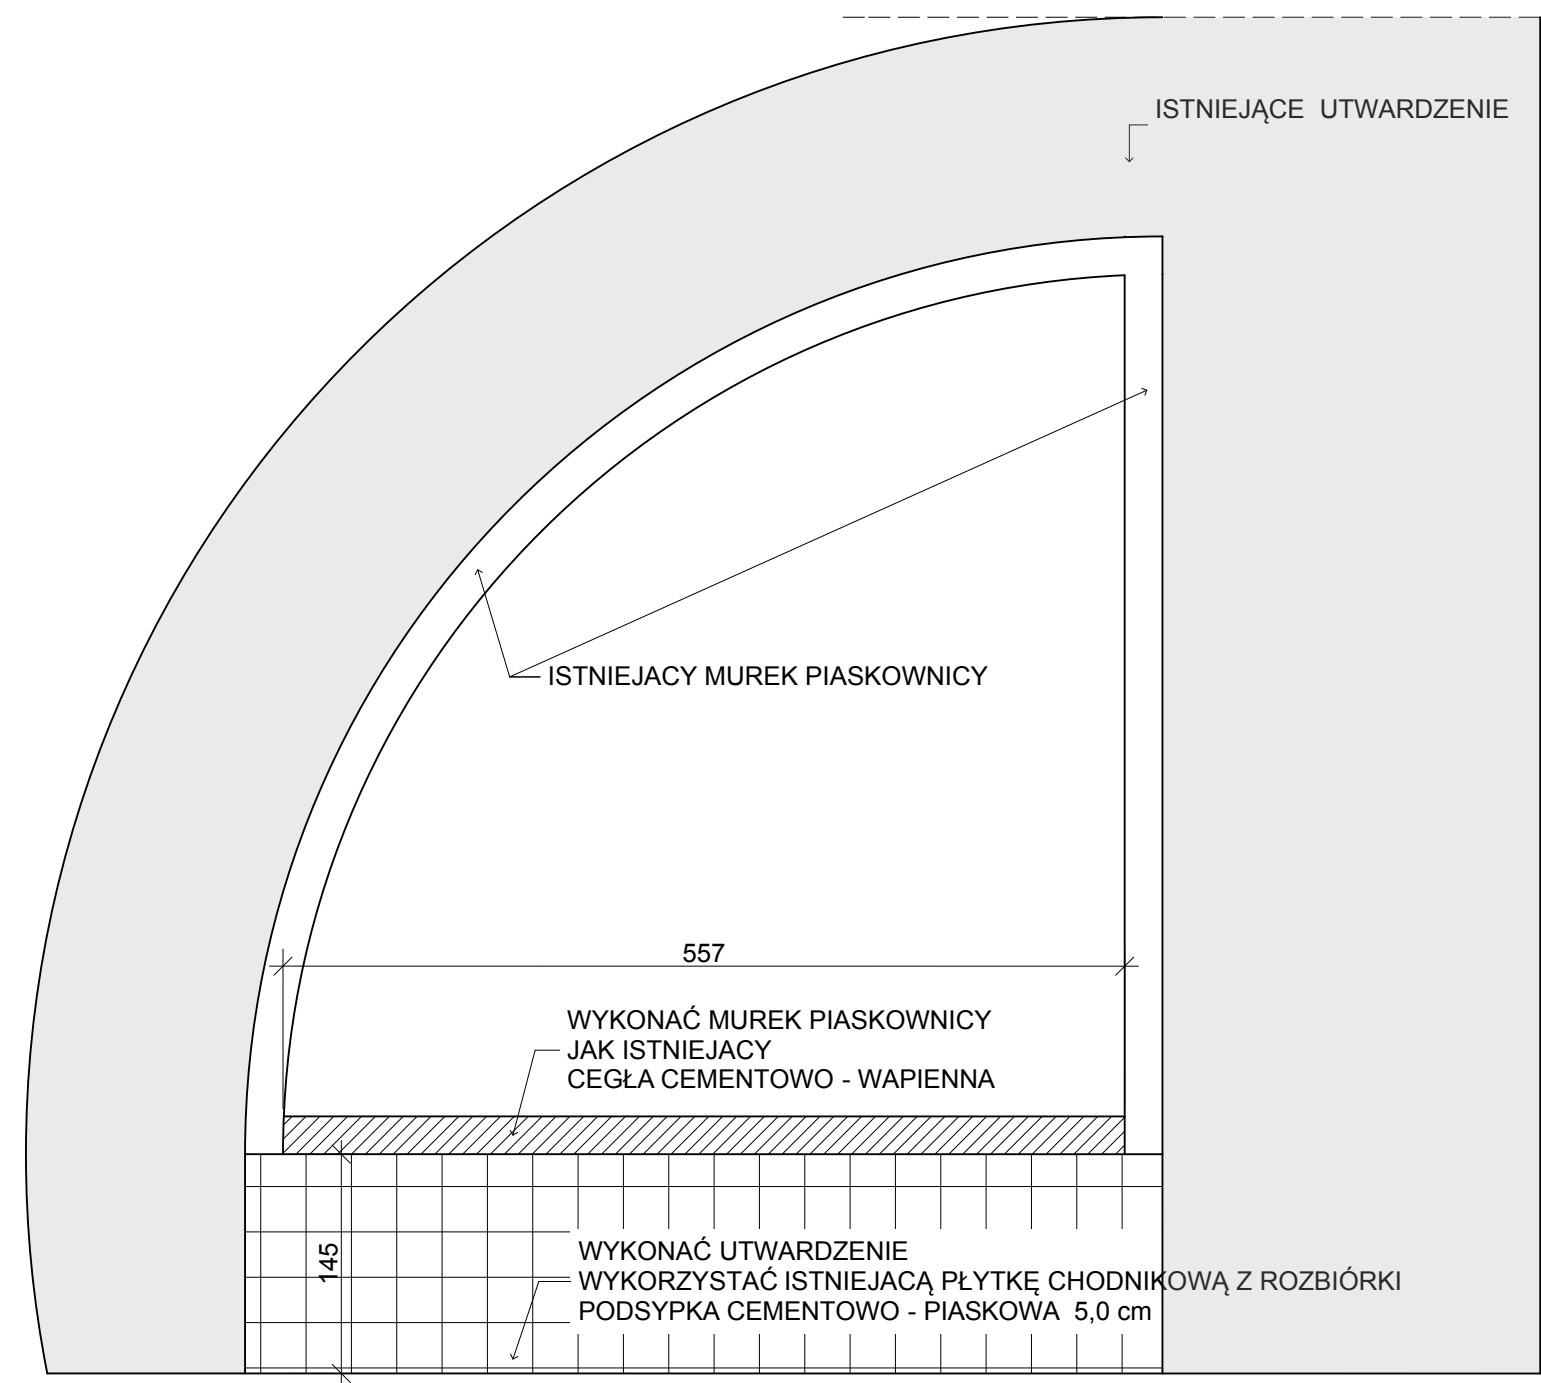 ISTNIEJĄCE UTWARDZENIE
ISTNIEJACY MUREK PIASKOWNICY
557
WYKONAĆ MUREK PIASKOWNICY
JAK ISTNIEJACY
CEGŁA CEMENTOWO - WAPIENNA
145
WYKONAĆ UTWARDZENIE
WYKORZYSTAĆ ISTNIEJACĄ PŁYTKĘ CHODNIKOWĄ Z ROZBIÓRKI
PODSYPKA CEMENTOWO - PIASKOWA 5,0 cm